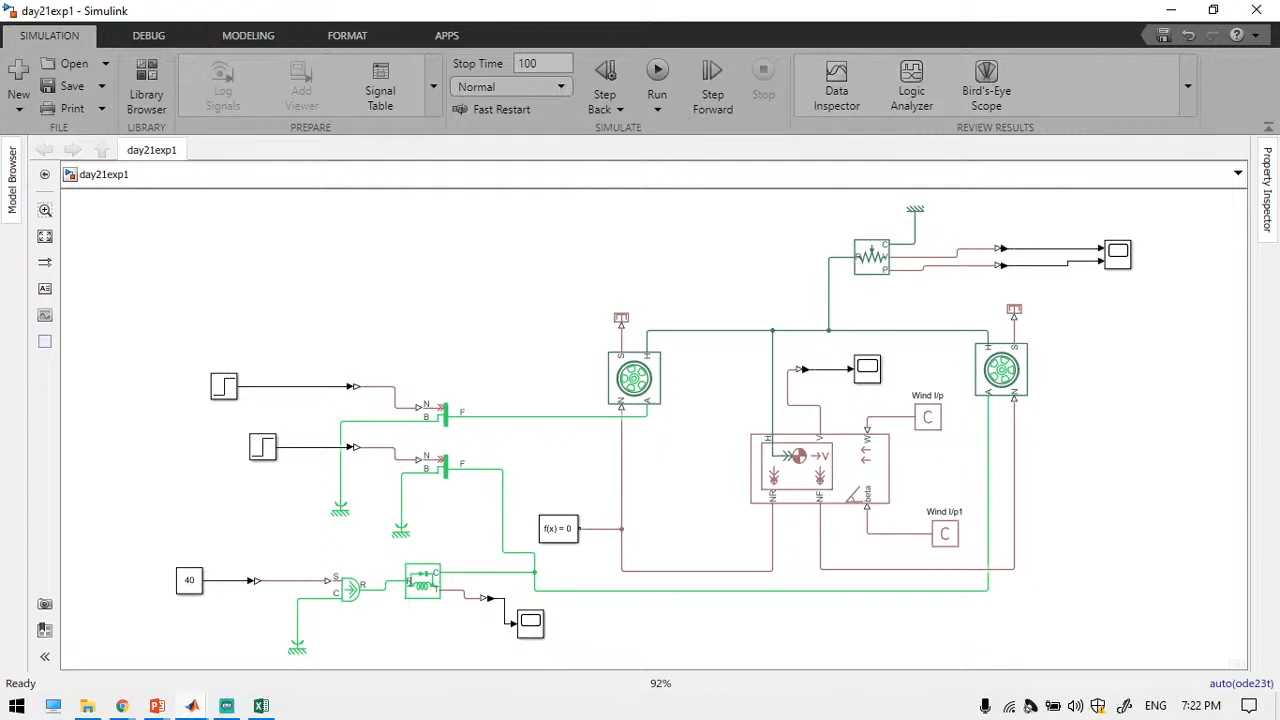 day21exp1 - Simulink
SIMULATION DEBUG MODELING FORMAT APPS
New
Open
Save
Print
FILE
Library Browser
LIBRARY
Log Signals
Add Viewer
Signal Table
PREPARE
Stop Time 100
Normal
Fast Restart
Step Back
Run
Step Forward
Stop
SIMULATE
Data Inspector
Logic Analyzer
Bird's-Eye Scope
REVIEW RESULTS
Model Browser
day21exp1
day21exp1
Property Inspector
C
R V
P
S H
N A
H S
A N
N
B
F
N
B
F
Wind I/p
C
H V W
V
NR NF beta
Wind I/p1
C
f(x) = 0
40
S
C
R
R C
T
Ready
92%
auto(ode23t)
ENG
7:22 PM